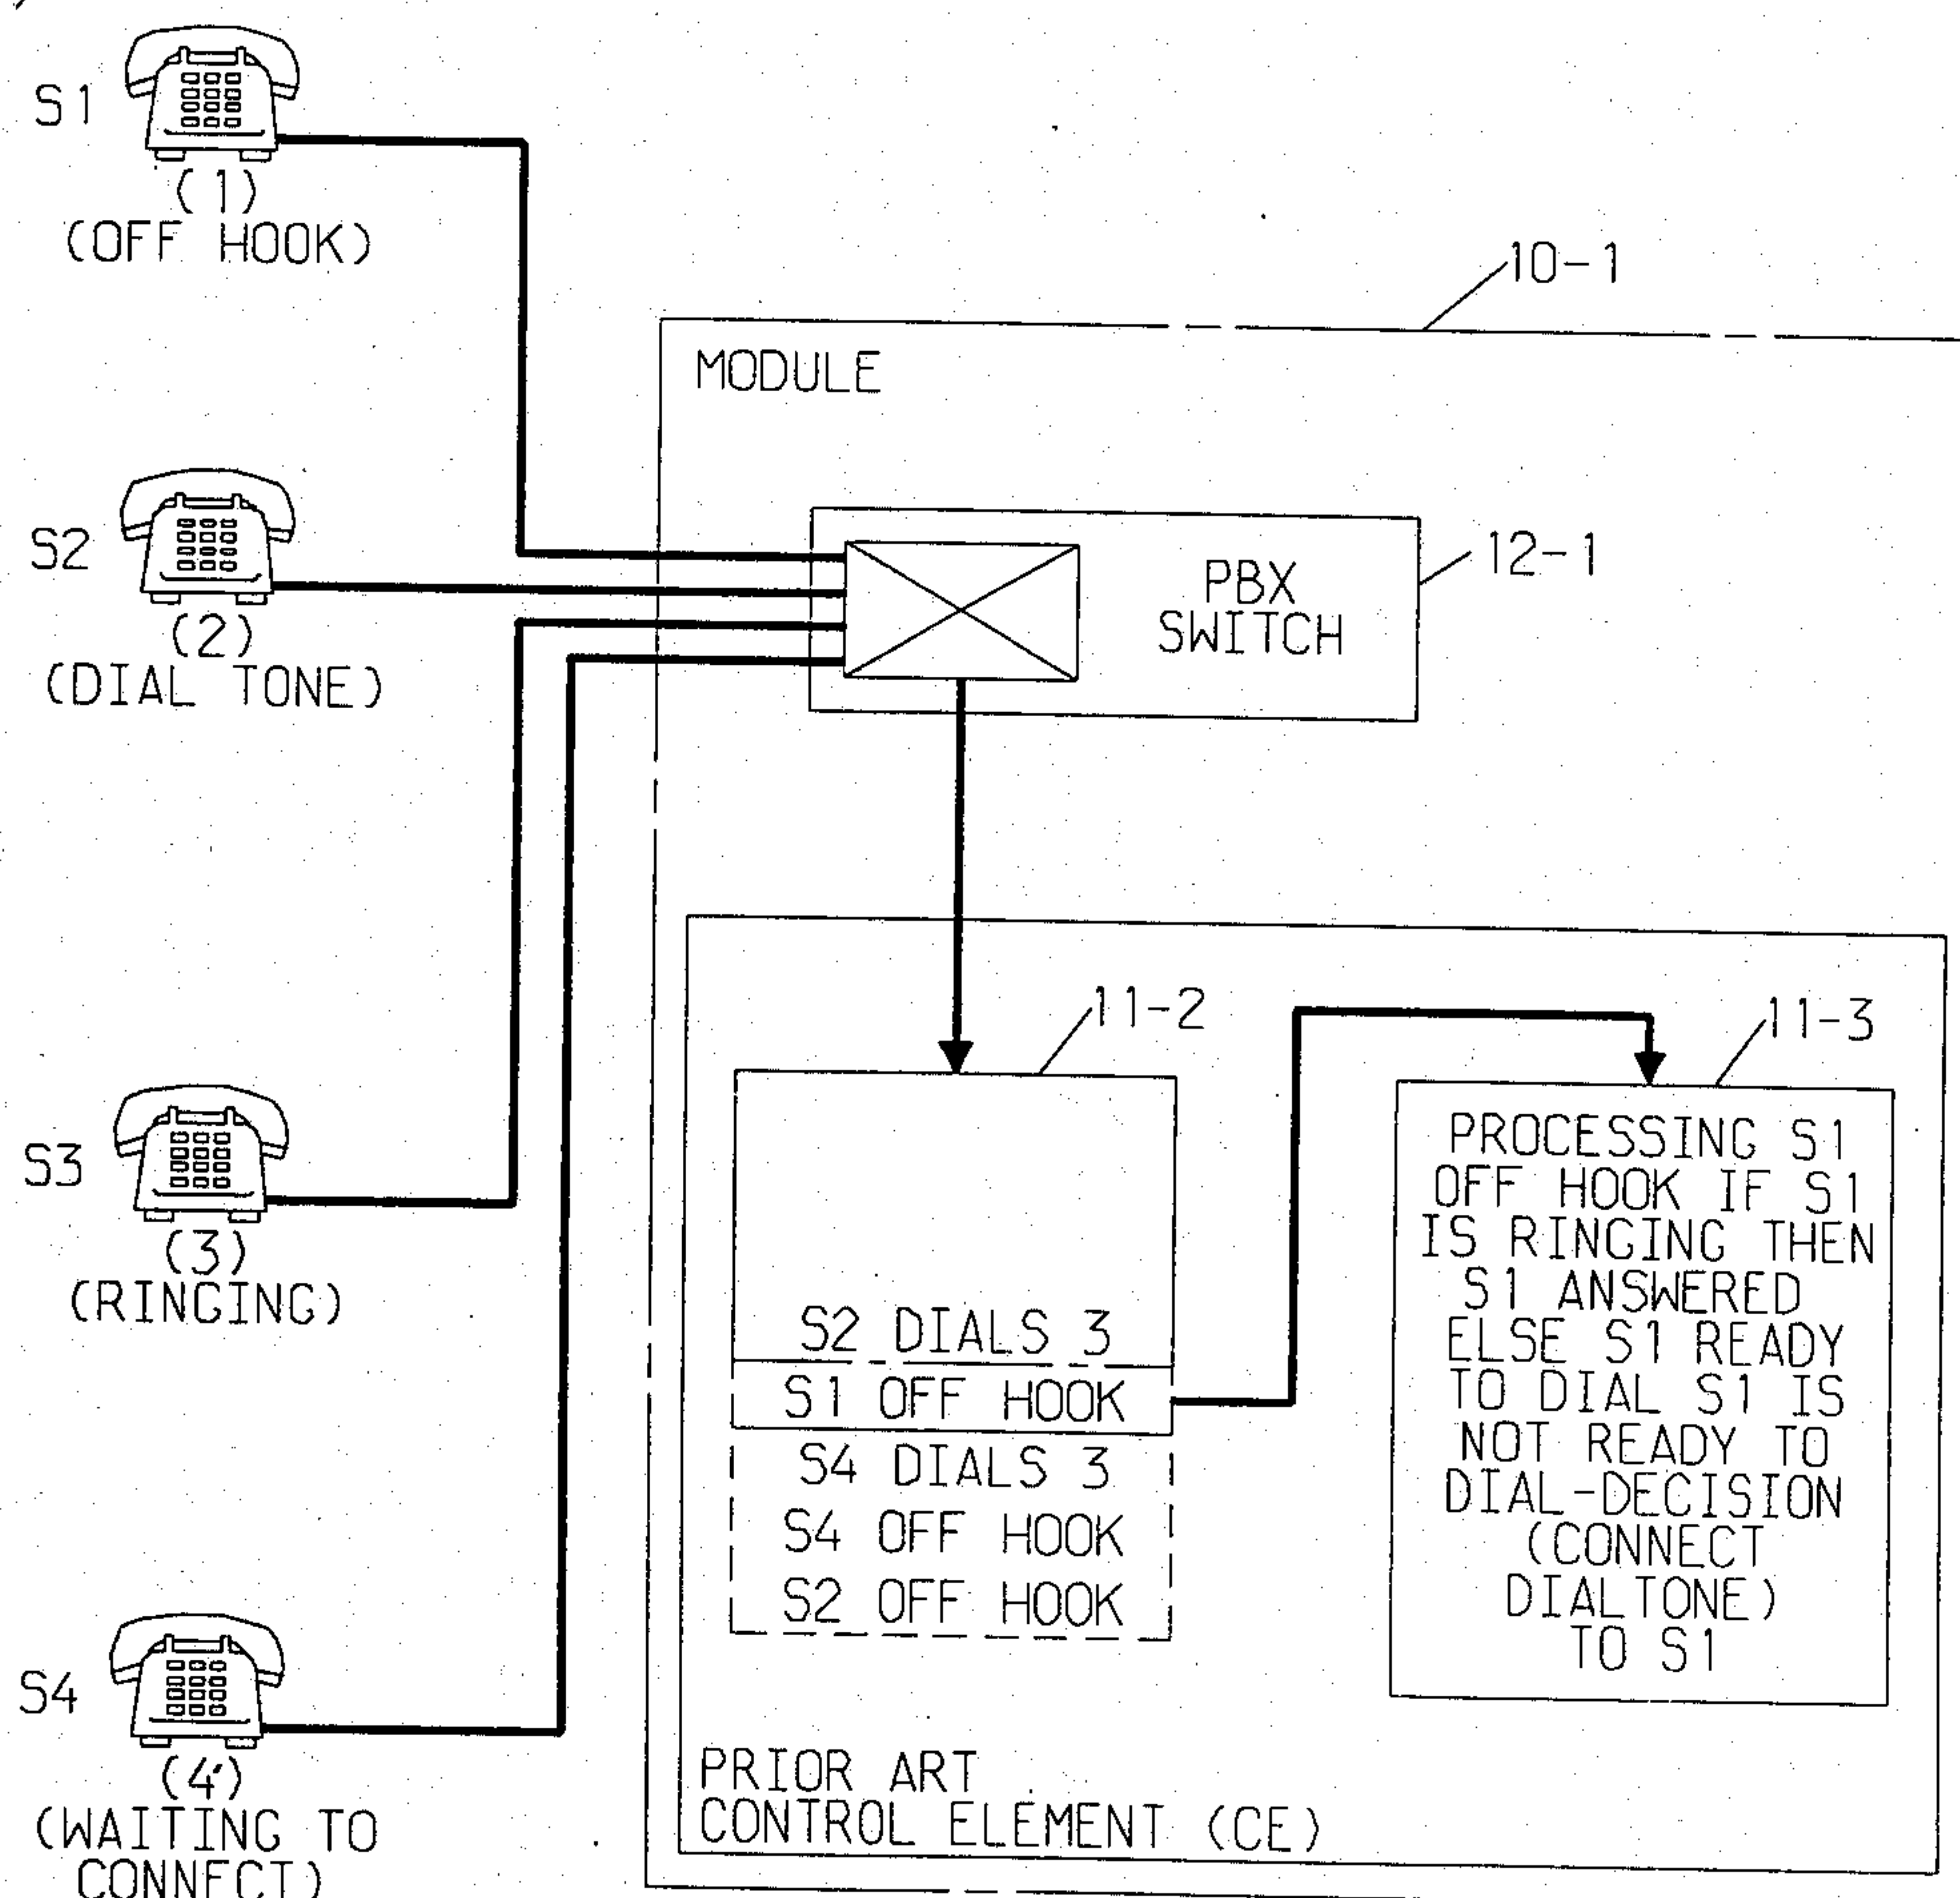 S1
(1)
(OFF HOOK)
10-1
MODULE
S2
(2)
(DIAL TONE)
PBX
SWITCH
12-1
11-2
11-3
S3
(3)
(RINGING)
S2 DIALS 3
S1 OFF HOOK
S4 DIALS 3
S4 OFF HOOK
S2 OFF HOOK
PROCESSING S1
OFF HOOK IF S1
IS RINGING THEN
S1 ANSWERED
ELSE S1 READY
TO DIAL S1 IS
NOT READY TO
DIAL-DECISION
(CONNECT
DIALTONE)
TO S1
S4
(4)
(WAITING TO
CONNECT)
PRIOR ART
CONTROL ELEMENT (CE)